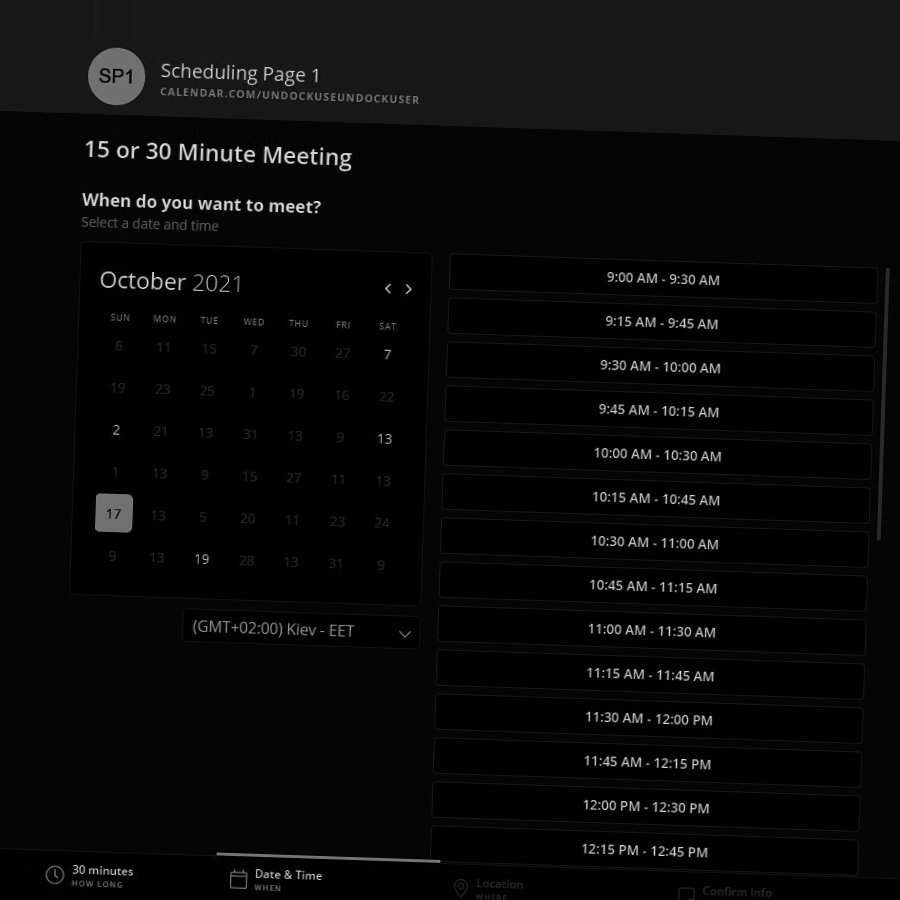 SP1
Scheduling Page 1
CALENDAR.COM/UNDOCKUSEUNDOCKUSER
15 or 30 Minute Meeting
When do you want to meet?
Select a date and time
October 2021
SUN MON TUE WED THU FRI SAT
6 11 15 7 30 27 7
19 23 25 1 19 16 22
2 21 13 31 13 9 13
1 13 9 15 27 11 13
17 13 5 20 11 23 24
9 13 19 28 13 31 9
(GMT+02:00) Kiev - EET
9:00 AM - 9:30 AM
9:15 AM - 9:45 AM
9:30 AM - 10:00 AM
9:45 AM - 10:15 AM
10:00 AM - 10:30 AM
10:15 AM - 10:45 AM
10:30 AM - 11:00 AM
10:45 AM - 11:15 AM
11:00 AM - 11:30 AM
11:15 AM - 11:45 AM
11:30 AM - 12:00 PM
11:45 AM - 12:15 PM
12:00 PM - 12:30 PM
12:15 PM - 12:45 PM
30 minutes
HOW LONG
Date & Time
WHEN
Location
WHERE
Confirm Info